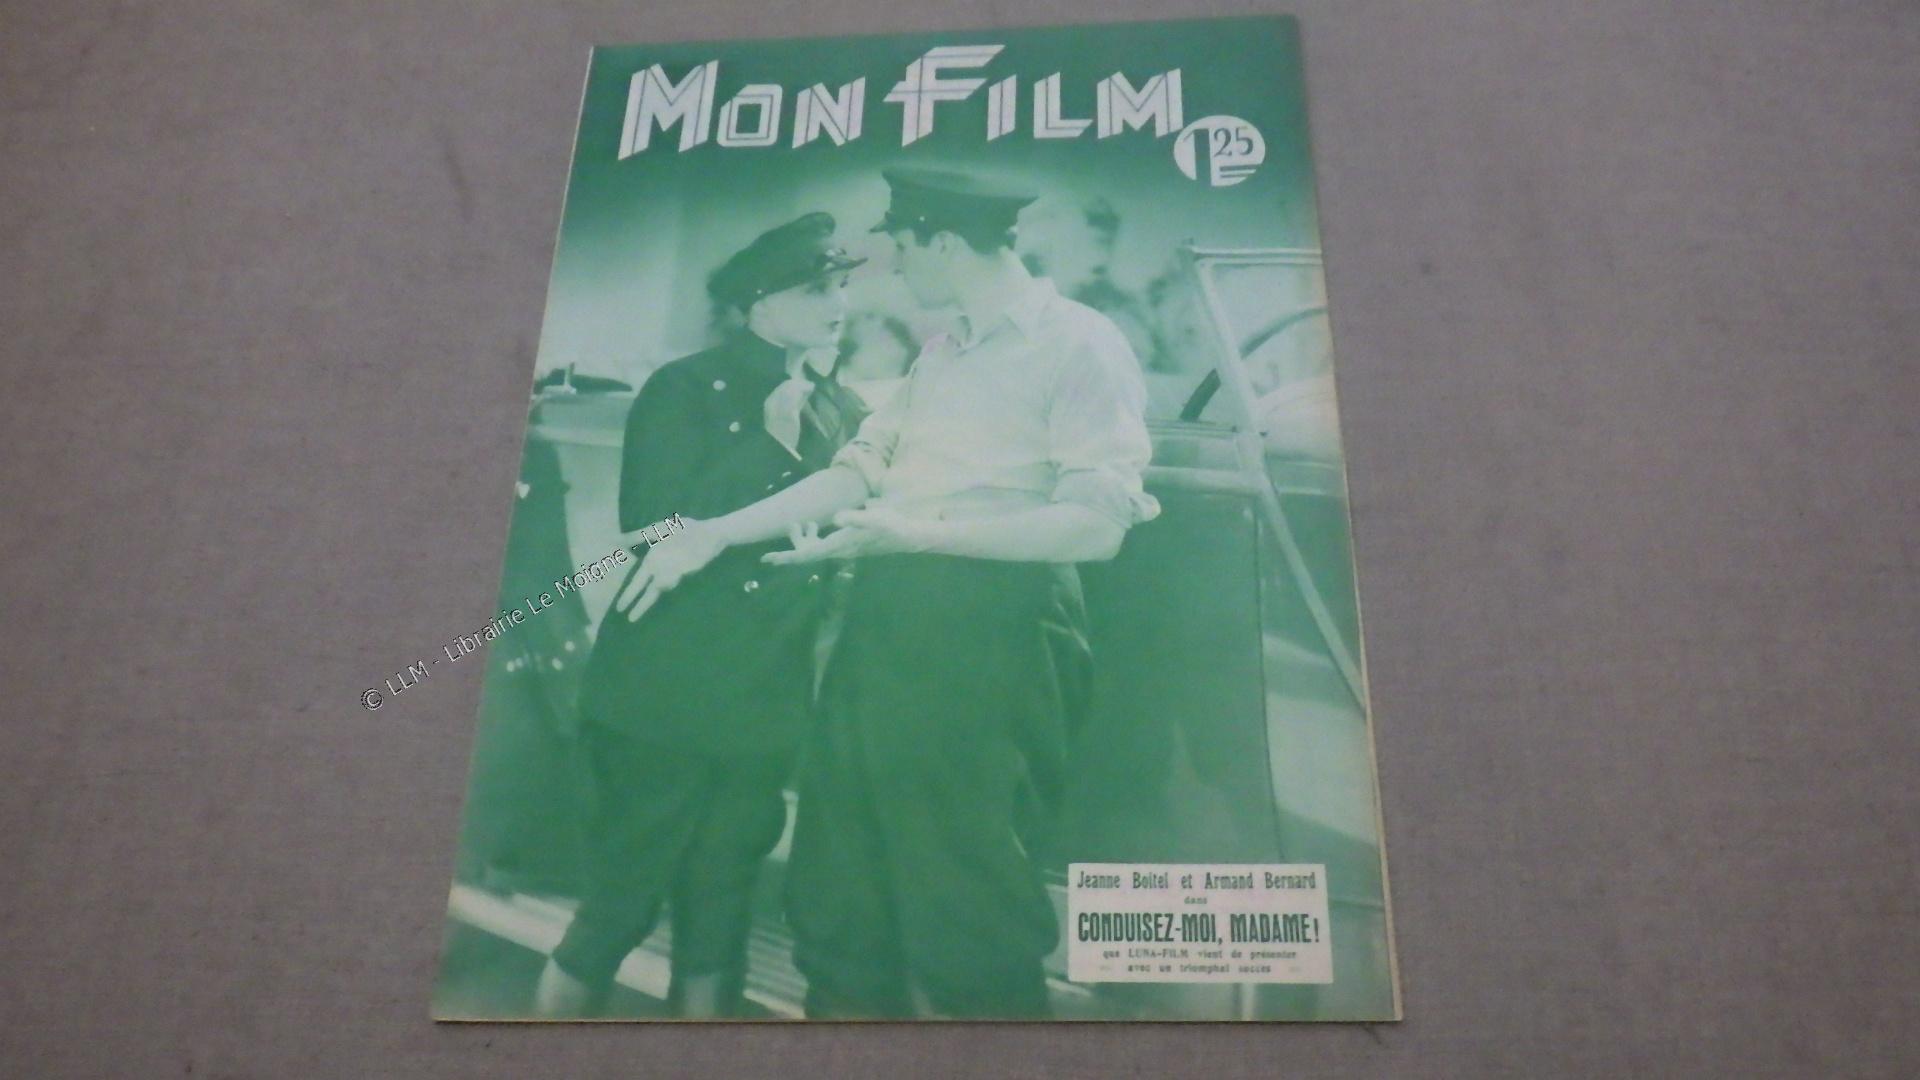 MON FILM
1 25
© LLM - Librairie Le Moigne - LLM
Jeanne Boitel et Armand Bernard
dans
CONDUISEZ-MOI, MADAME!
que LUNA-FILM vient de présenter
avec un triomphal succès